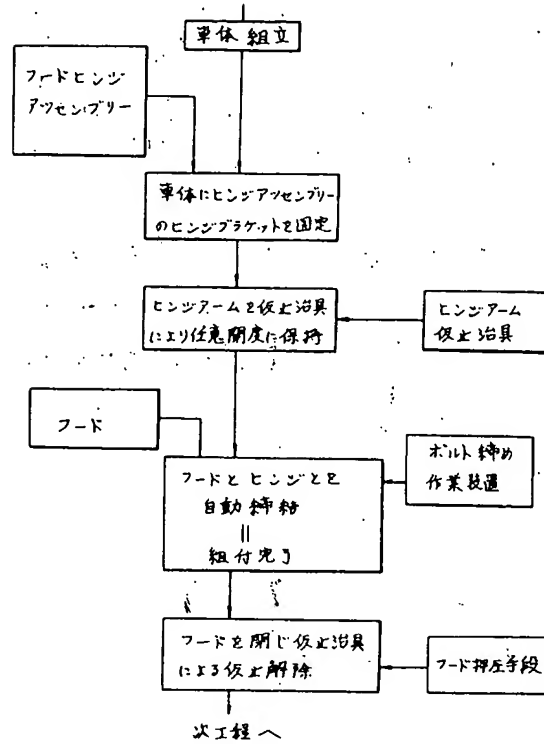 車体組立
フードヒンジ
アッセンブリー
車体にヒンジアッセンブリー
のヒンジブラケットを固定
ヒンジアームを仮止治具
により任意開度に保持
ヒンジアーム
仮止治具
フード
フードとヒンジとを
自動締結
||
組付完了
ボルト締め
作業装置
フードを閉じ仮止治具
による仮止解除
フード押圧手段
次工程へ